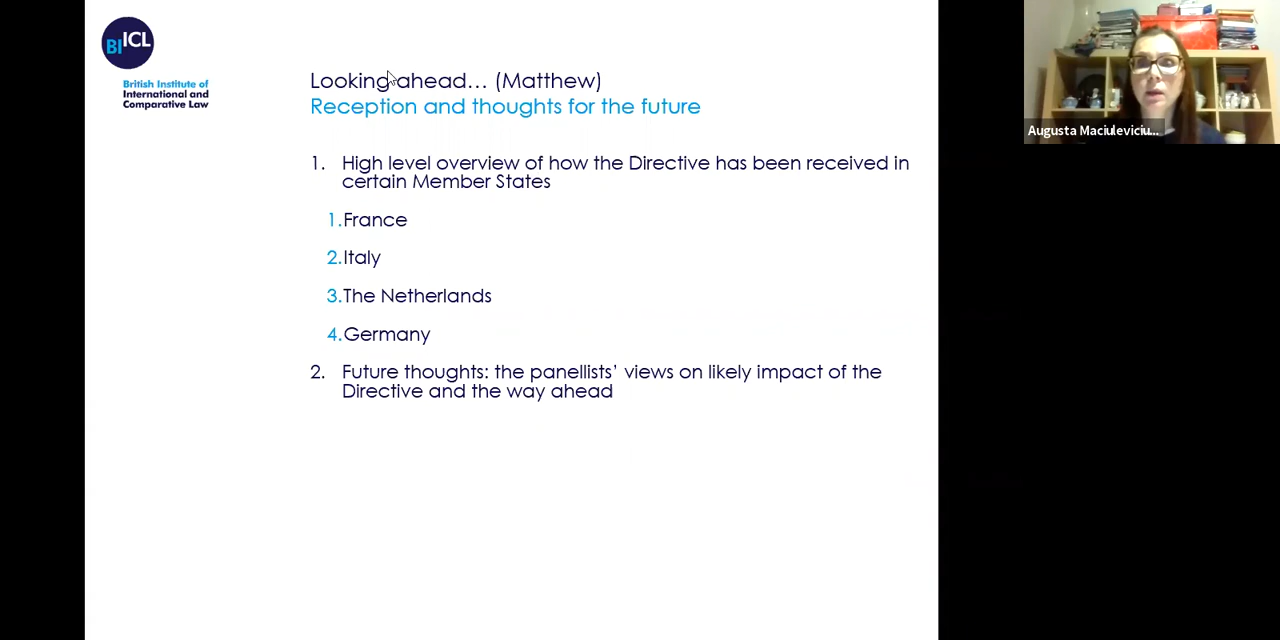 BIICL
British Institute of
International and
Comparative Law
Looking ahead... (Matthew)
Reception and thoughts for the future
1. High level overview of how the Directive has been received in
certain Member States
1. France
2. Italy
3. The Netherlands
4. Germany
2. Future thoughts: the panellists' views on likely impact of the
Directive and the way ahead
Augusta Maciuleviciu...